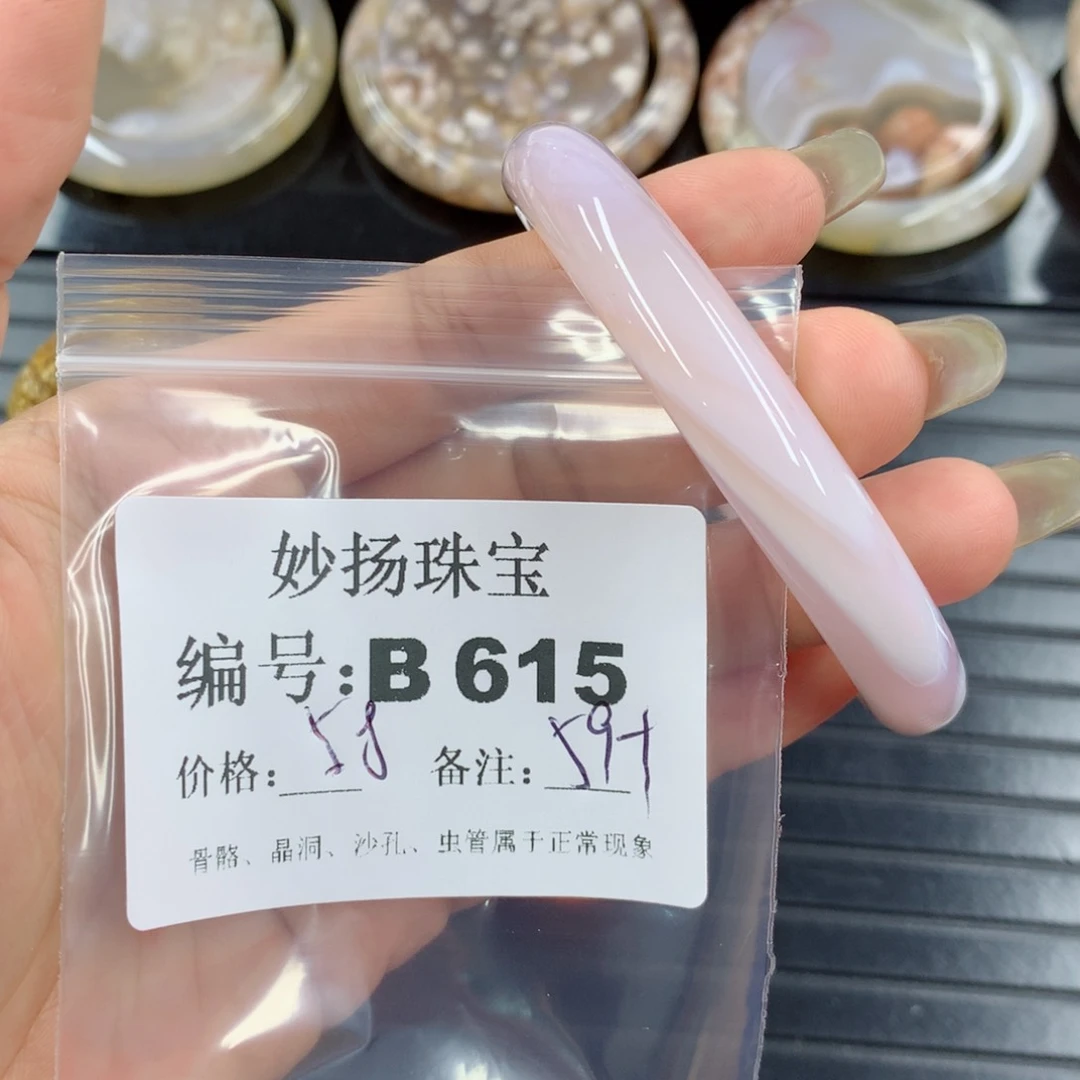 妙扬珠宝
编号:B 615
价格: 58 备注: 59+
骨骼、晶洞、沙孔、虫管属于正常现象